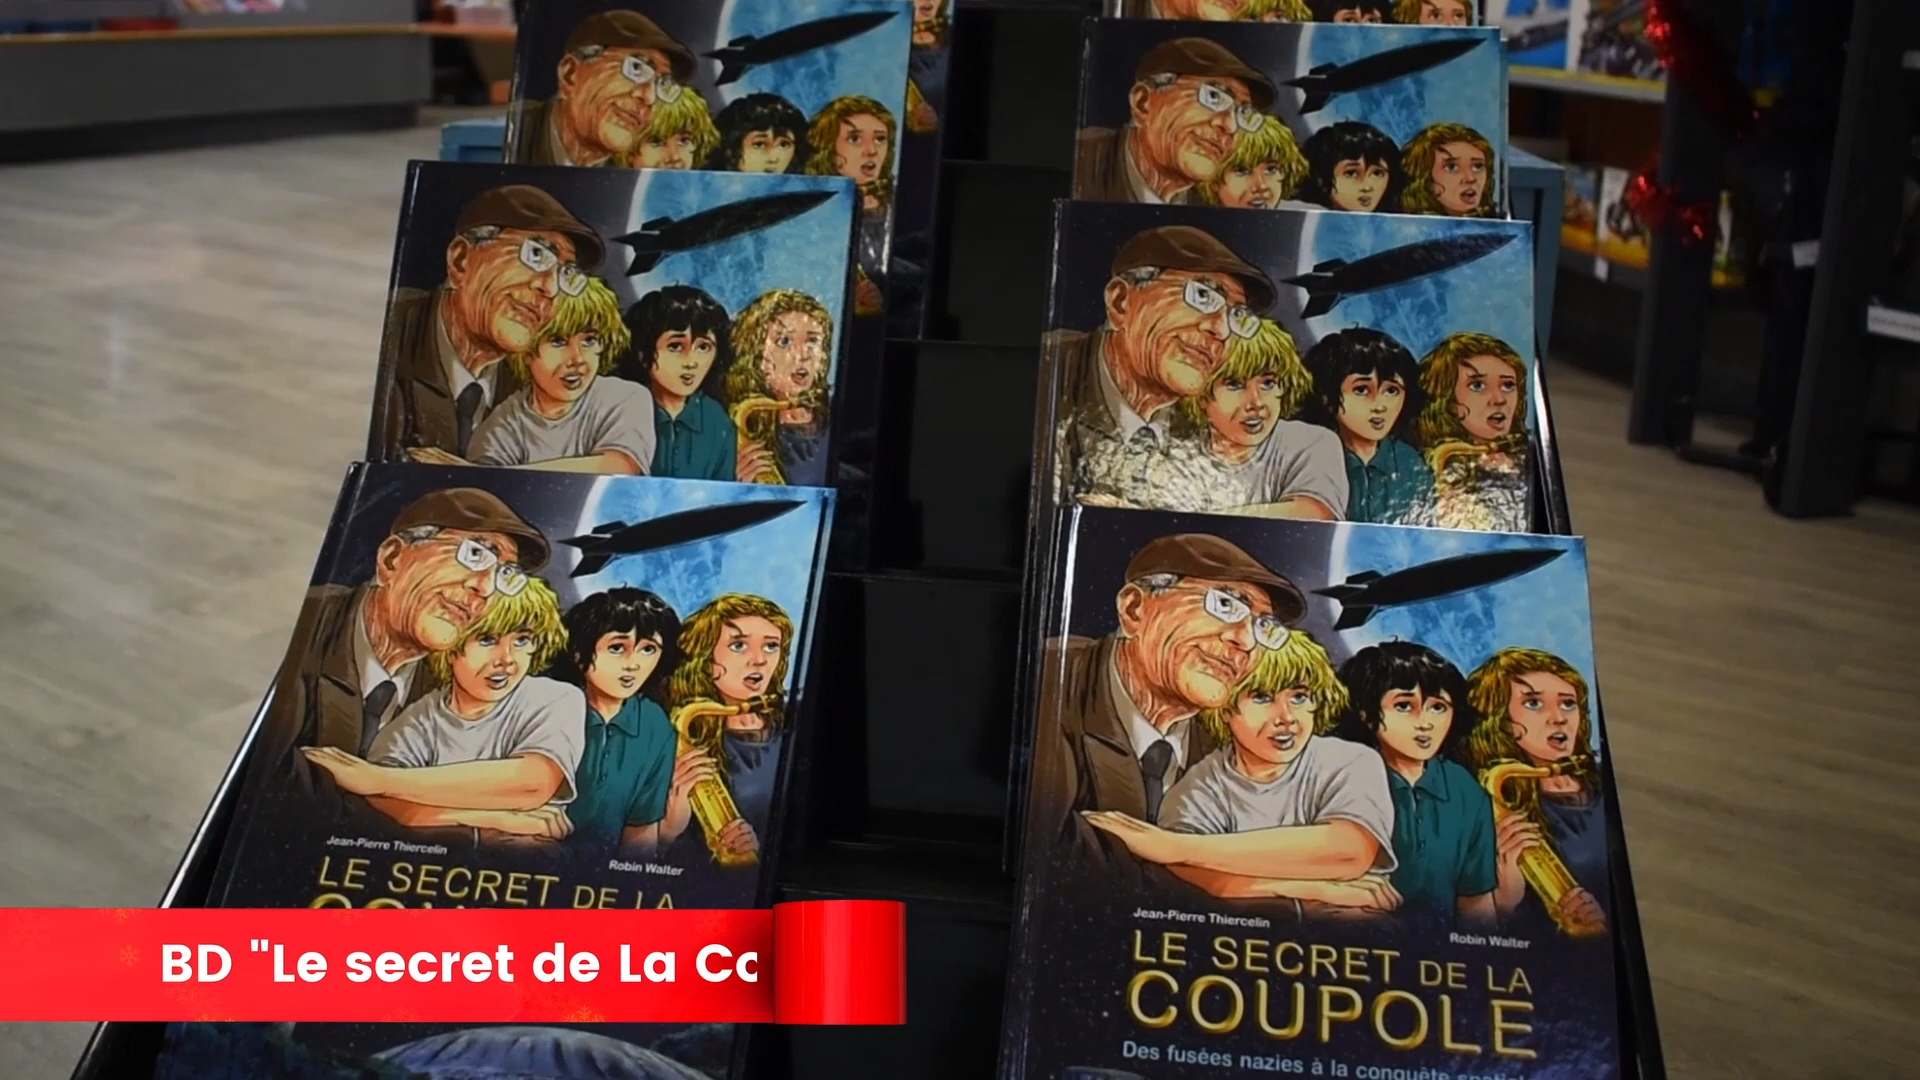 Jean-Pierre Thiercelin
Robin Walter
LE SECRET DE LA
BD "Le secret de La
Jean-Pierre Thiercelin
Robin Walter
LE SECRET DE LA
COUPOLE
Des fusées nazies à la conquête